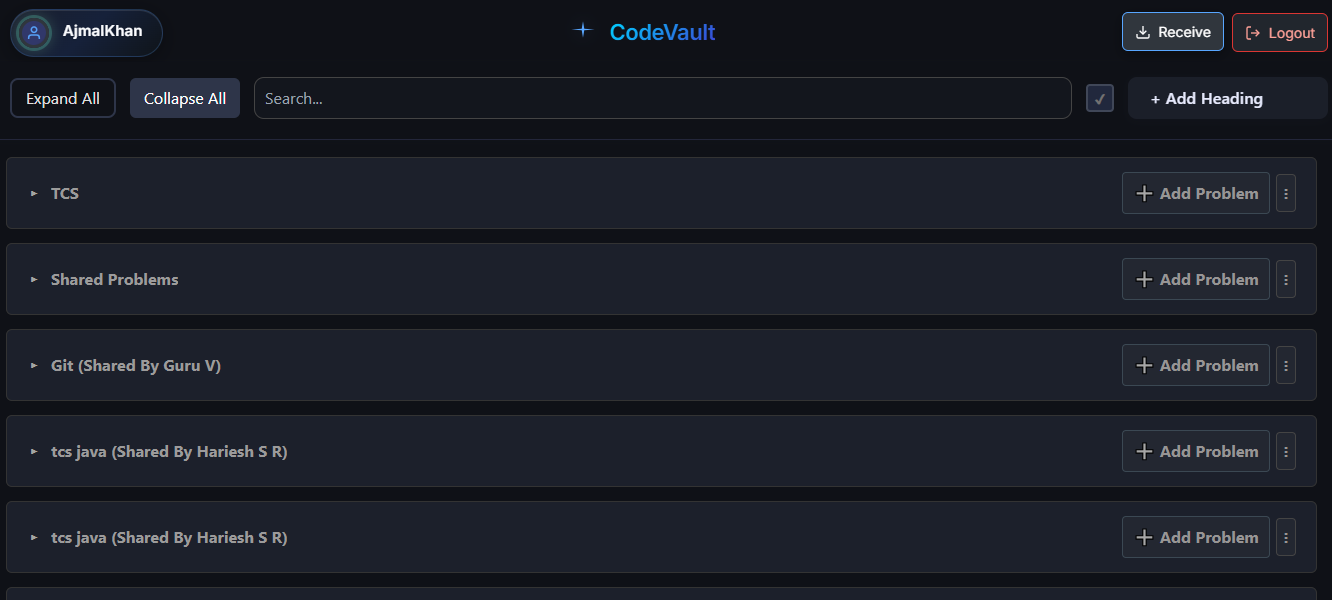 AjmalKhan
CodeVault
Receive
Logout
Expand All
Collapse All
Search...
+ Add Heading
TCS
Add Problem
Shared Problems
Add Problem
Git (Shared By Guru V)
Add Problem
tcs java (Shared By Hariesh S R)
Add Problem
tcs java (Shared By Hariesh S R)
Add Problem